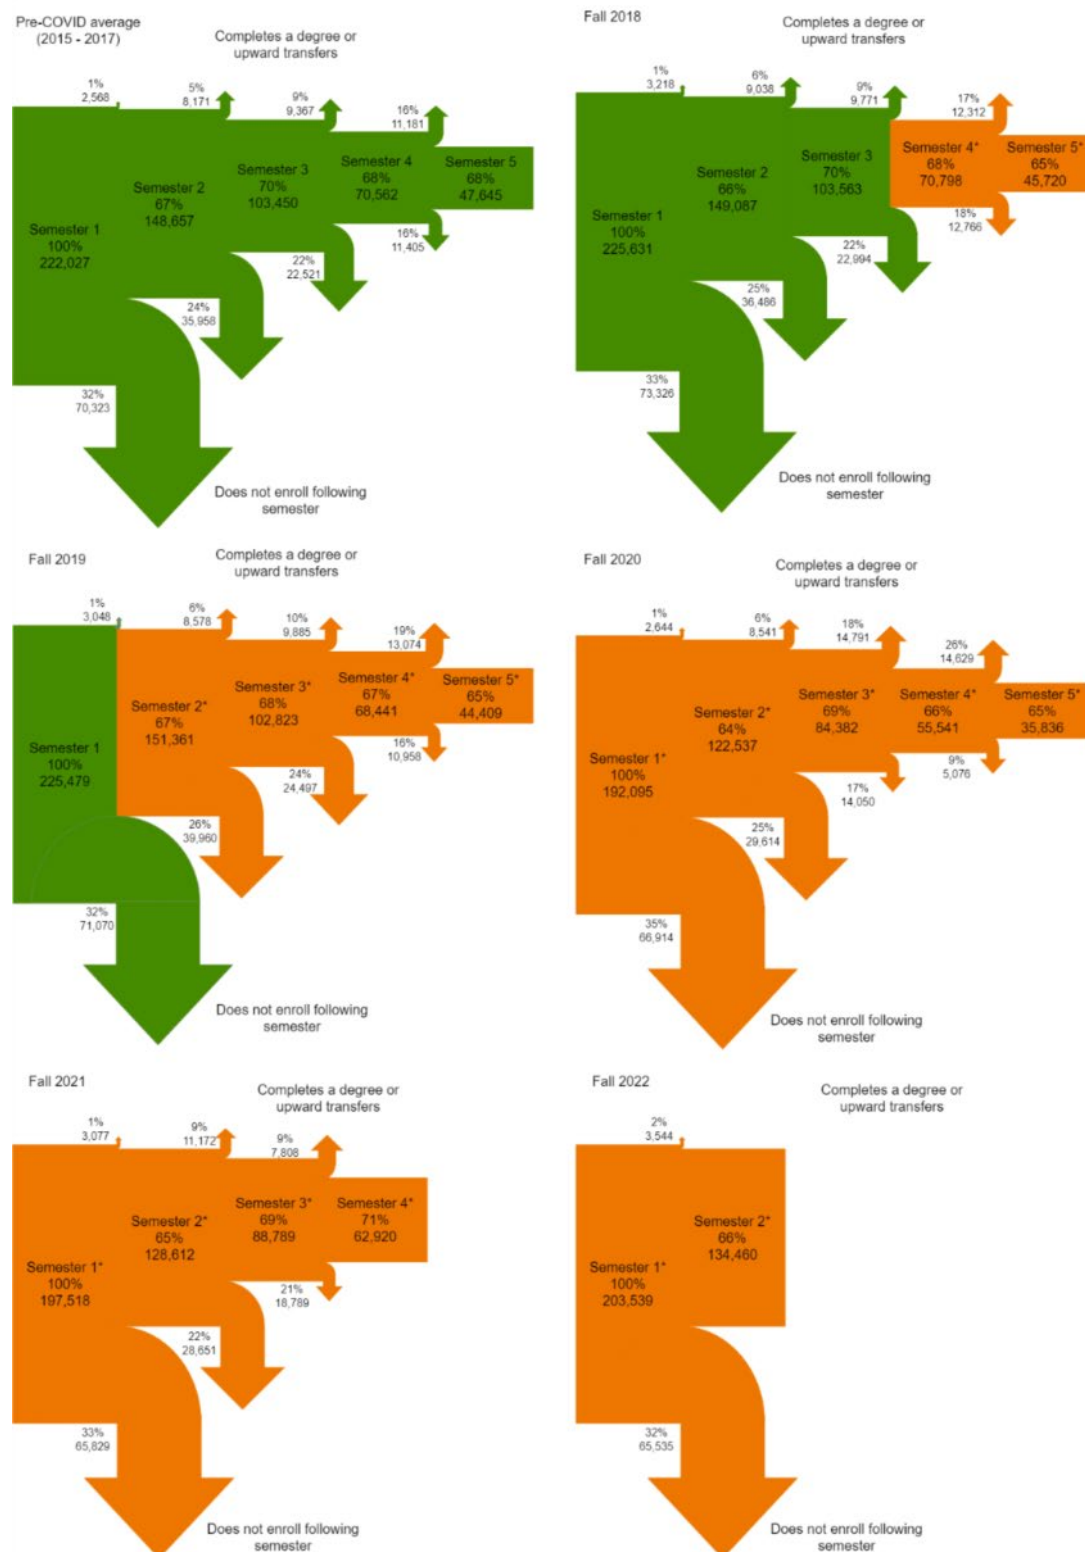 Pre-COVID average
(2015 - 2017)
Completes a degree or
upward transfers
1%
2,568
5%
8,171
9%
9,367
16%
11,181
Semester 1
100%
222,027
Semester 2
67%
148,657
Semester 3
70%
103,450
Semester 4
68%
70,562
Semester 5
68%
47,645
16%
11,405
22%
22,521
24%
35,958
32%
70,323
Does not enroll following
semester
Fall 2018
Completes a degree or
upward transfers
1%
3,218
6%
9,038
9%
9,771
17%
12,312
Semester 1
100%
225,631
Semester 2
66%
149,087
Semester 3
70%
103,563
Semester 4*
68%
70,798
Semester 5*
65%
45,720
18%
12,766
22%
22,994
25%
36,486
33%
73,326
Does not enroll following
semester
Fall 2019
Completes a degree or
upward transfers
1%
3,048
6%
8,578
10%
9,885
19%
13,074
Semester 1
100%
225,479
Semester 2*
67%
151,361
Semester 3*
68%
102,823
Semester 4*
67%
68,441
Semester 5*
65%
44,409
16%
10,958
24%
24,497
26%
39,960
32%
71,070
Does not enroll following
semester
Fall 2020
Completes a degree or
upward transfers
1%
2,644
6%
8,541
18%
14,791
26%
14,629
Semester 1*
100%
192,095
Semester 2*
64%
122,537
Semester 3*
69%
84,382
Semester 4*
66%
55,541
Semester 5*
65%
35,836
9%
5,076
17%
14,050
25%
29,614
35%
66,914
Does not enroll following
semester
Fall 2021
Completes a degree or
upward transfers
1%
3,077
9%
11,172
9%
7,808
Semester 1*
100%
197,518
Semester 2*
65%
128,612
Semester 3*
69%
88,789
Semester 4*
71%
62,920
21%
18,789
22%
28,651
33%
65,829
Does not enroll following
semester
Fall 2022
Completes a degree or
upward transfers
2%
3,544
Semester 1*
100%
203,539
Semester 2*
66%
134,460
32%
65,535
Does not enroll following
semester